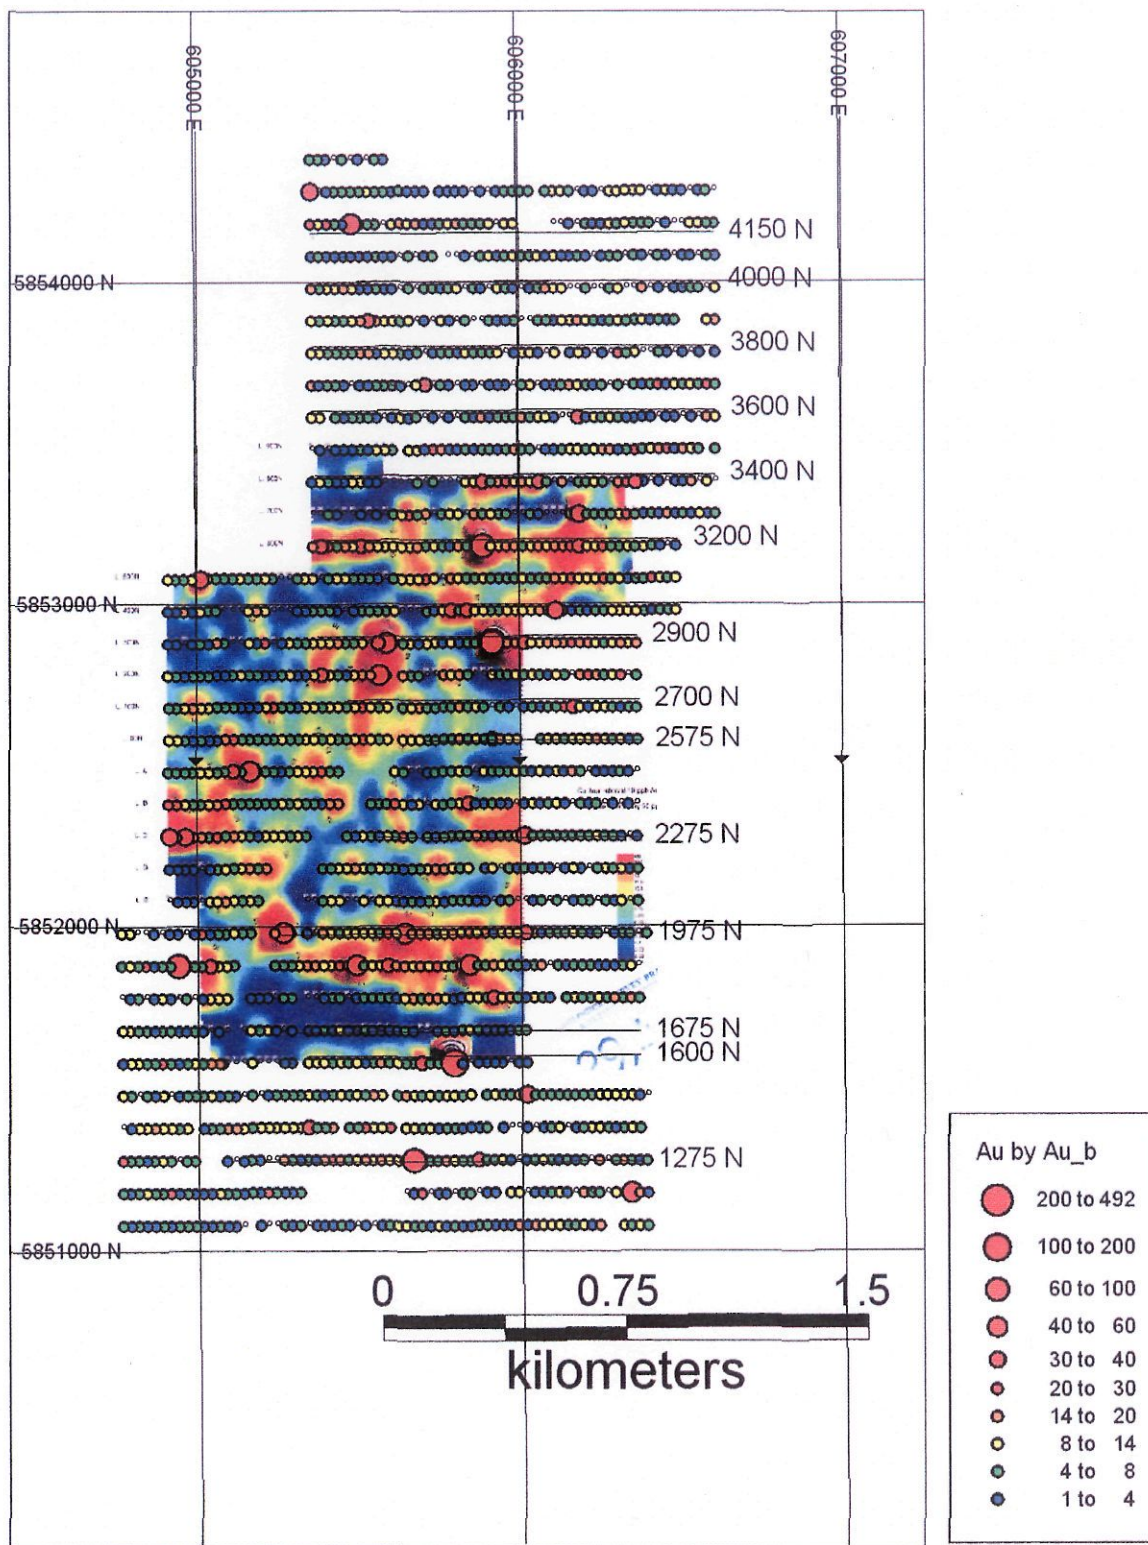 605000 E
606000 E
607000 E
4150 N
5854000 N
4000 N
3800 N
3600 N
3400 N
3200 N
5853000 N
2900 N
2700 N
2575 N
2275 N
5852000 N
1975 N
1675 N
1600 N
1275 N
5851000 N
0 0.75 1.5
kilometers
Au by Au_b
200 to 492
100 to 200
60 to 100
40 to 60
30 to 40
20 to 30
14 to 20
8 to 14
4 to 8
1 to 4